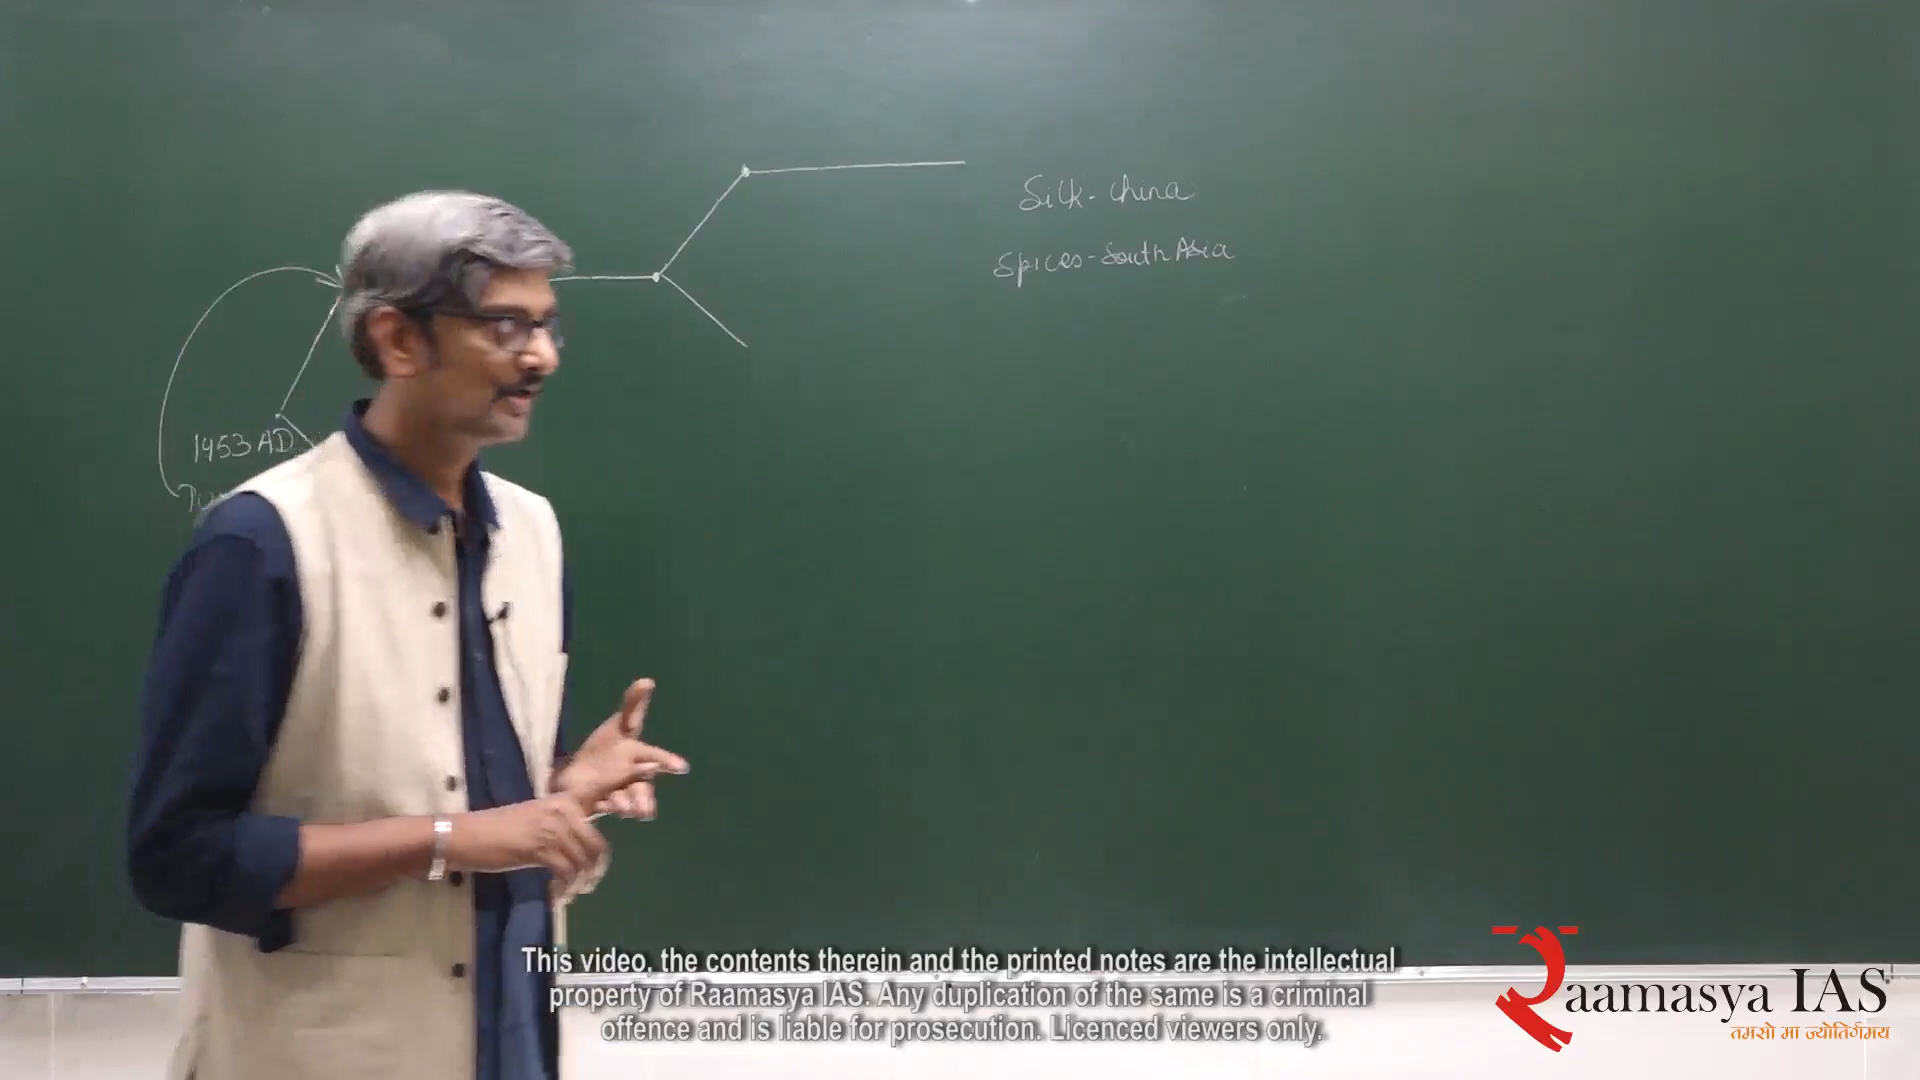 Silk - China
Spices - South Asia
1453 AD
This video, the contents therein and the printed notes are the intellectual
property of Raamasya IAS. Any duplication of the same is a criminal
offence and is liable for prosecution. Licenced viewers only.
Raamasya IAS
तमसो मा ज्योतिर्गमय